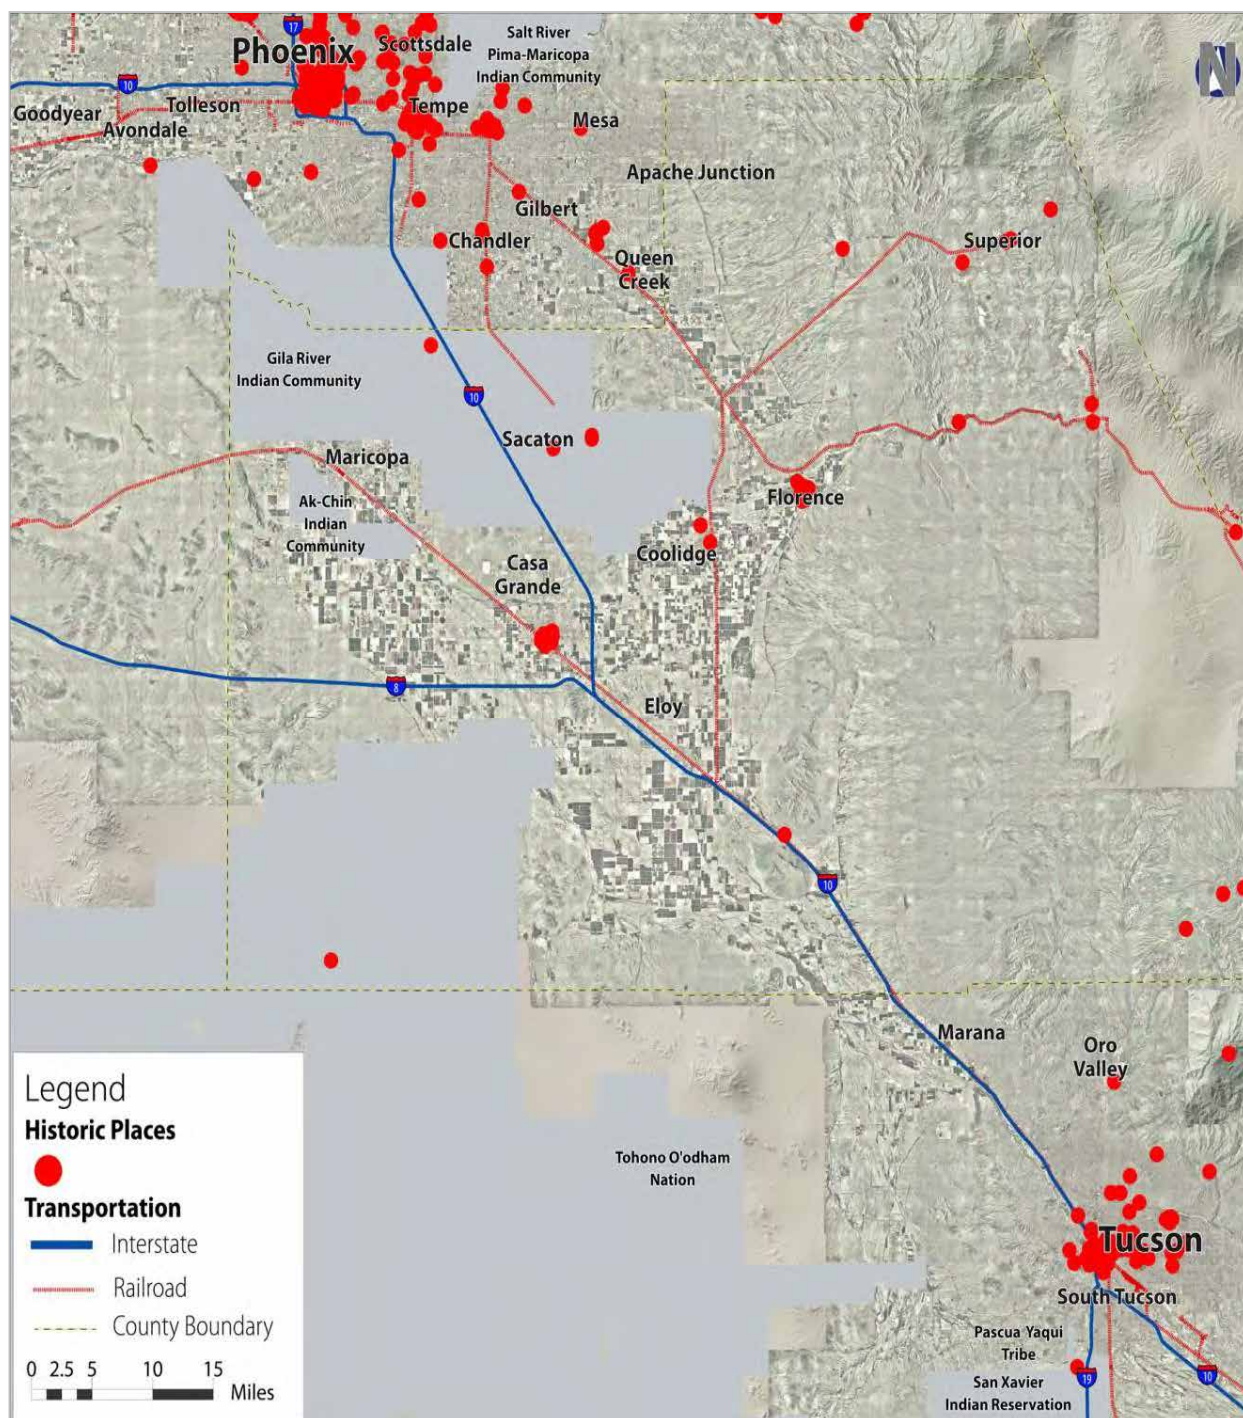 17
Phoenix
Scottsdale
Salt River
Pima-Maricopa
Indian Community
N
10
Goodyear
Tolleson
Avondale
Tempe
Mesa
Apache Junction
Gilbert
Chandler
Queen
Creek
Superior
Gila River
Indian Community
10
Sacaton
Maricopa
Ak-Chin
Indian
Community
Florence
Coolidge
Casa
Grande
8
Eloy
10
Marana
Oro
Valley
Tohono O'odham
Nation
Tucson
South Tucson
Pascua Yaqui
Tribe
San Xavier
Indian Reservation
19
10
Legend
Historic Places
Transportation
Interstate
Railroad
County Boundary
0 2.5 5 10 15
Miles